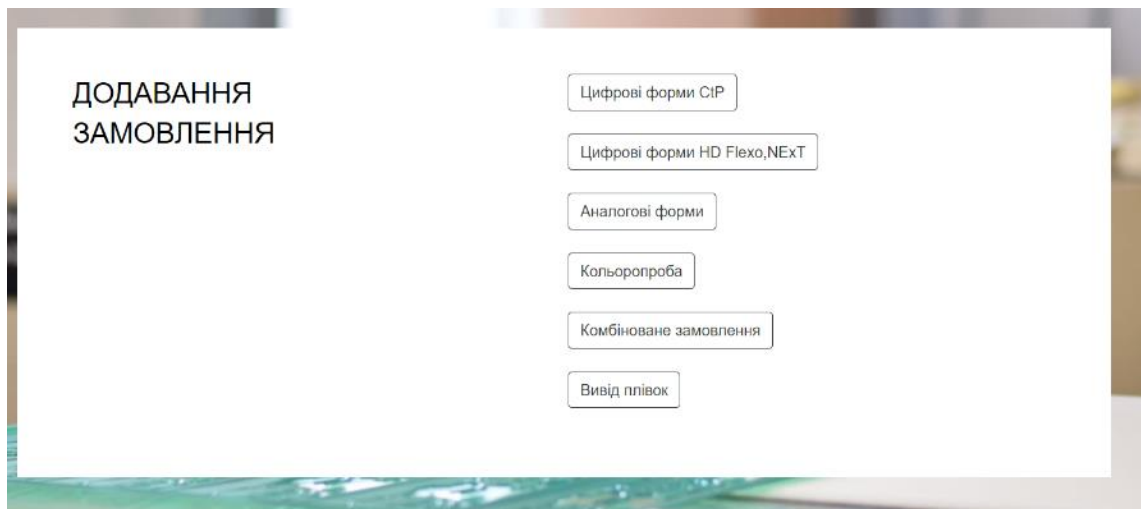 ДОДАВАННЯ
ЗАМОВЛЕННЯ
Цифрові форми CtP
Цифрові форми HD Flexo,NExT
Аналогові форми
Кольоропроба
Комбіноване замовлення
Вивід плівок